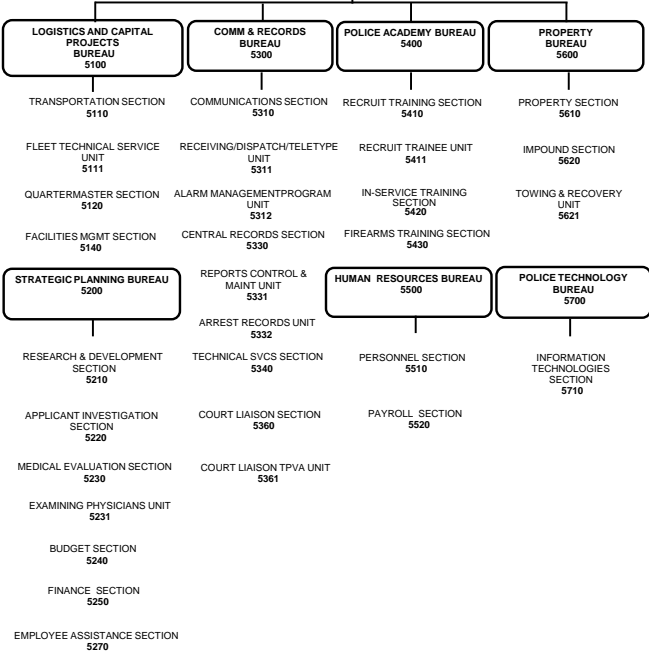 LOGISTICS AND CAPITAL
PROJECTS
BUREAU
5100
TRANSPORTATION SECTION
5110
FLEET TECHNICAL SERVICE
UNIT
5111
QUARTERMASTER SECTION
5120
FACILITIES MGMT SECTION
5140
STRATEGIC PLANNING BUREAU
5200
RESEARCH & DEVELOPMENT
SECTION
5210
APPLICANT INVESTIGATION
SECTION
5220
MEDICAL EVALUATION SECTION
5230
EXAMINING PHYSICIANS UNIT
5231
BUDGET SECTION
5240
FINANCE SECTION
5250
EMPLOYEE ASSISTANCE SECTION
5270
COMM & RECORDS
BUREAU
5300
COMMUNICATIONS SECTION
5310
RECEIVING/DISPATCH/TELETYPE
UNIT
5311
ALARM MANAGEMENTPROGRAM
UNIT
5312
CENTRAL RECORDS SECTION
5330
REPORTS CONTROL &
MAINT UNIT
5331
ARREST RECORDS UNIT
5332
TECHNICAL SVCS SECTION
5340
COURT LIAISON SECTION
5360
COURT LIAISON TPVA UNIT
5361
POLICE ACADEMY BUREAU
5400
RECRUIT TRAINING SECTION
5410
RECRUIT TRAINEE UNIT
5411
IN-SERVICE TRAINING
SECTION
5420
FIREARMS TRAINING SECTION
5430
HUMAN RESOURCES BUREAU
5500
PERSONNEL SECTION
5510
PAYROLL SECTION
5520
PROPERTY
BUREAU
5600
PROPERTY SECTION
5610
IMPOUND SECTION
5620
TOWING & RECOVERY
UNIT
5621
POLICE TECHNOLOGY
BUREAU
5700
INFORMATION
TECHNOLOGIES
SECTION
5710